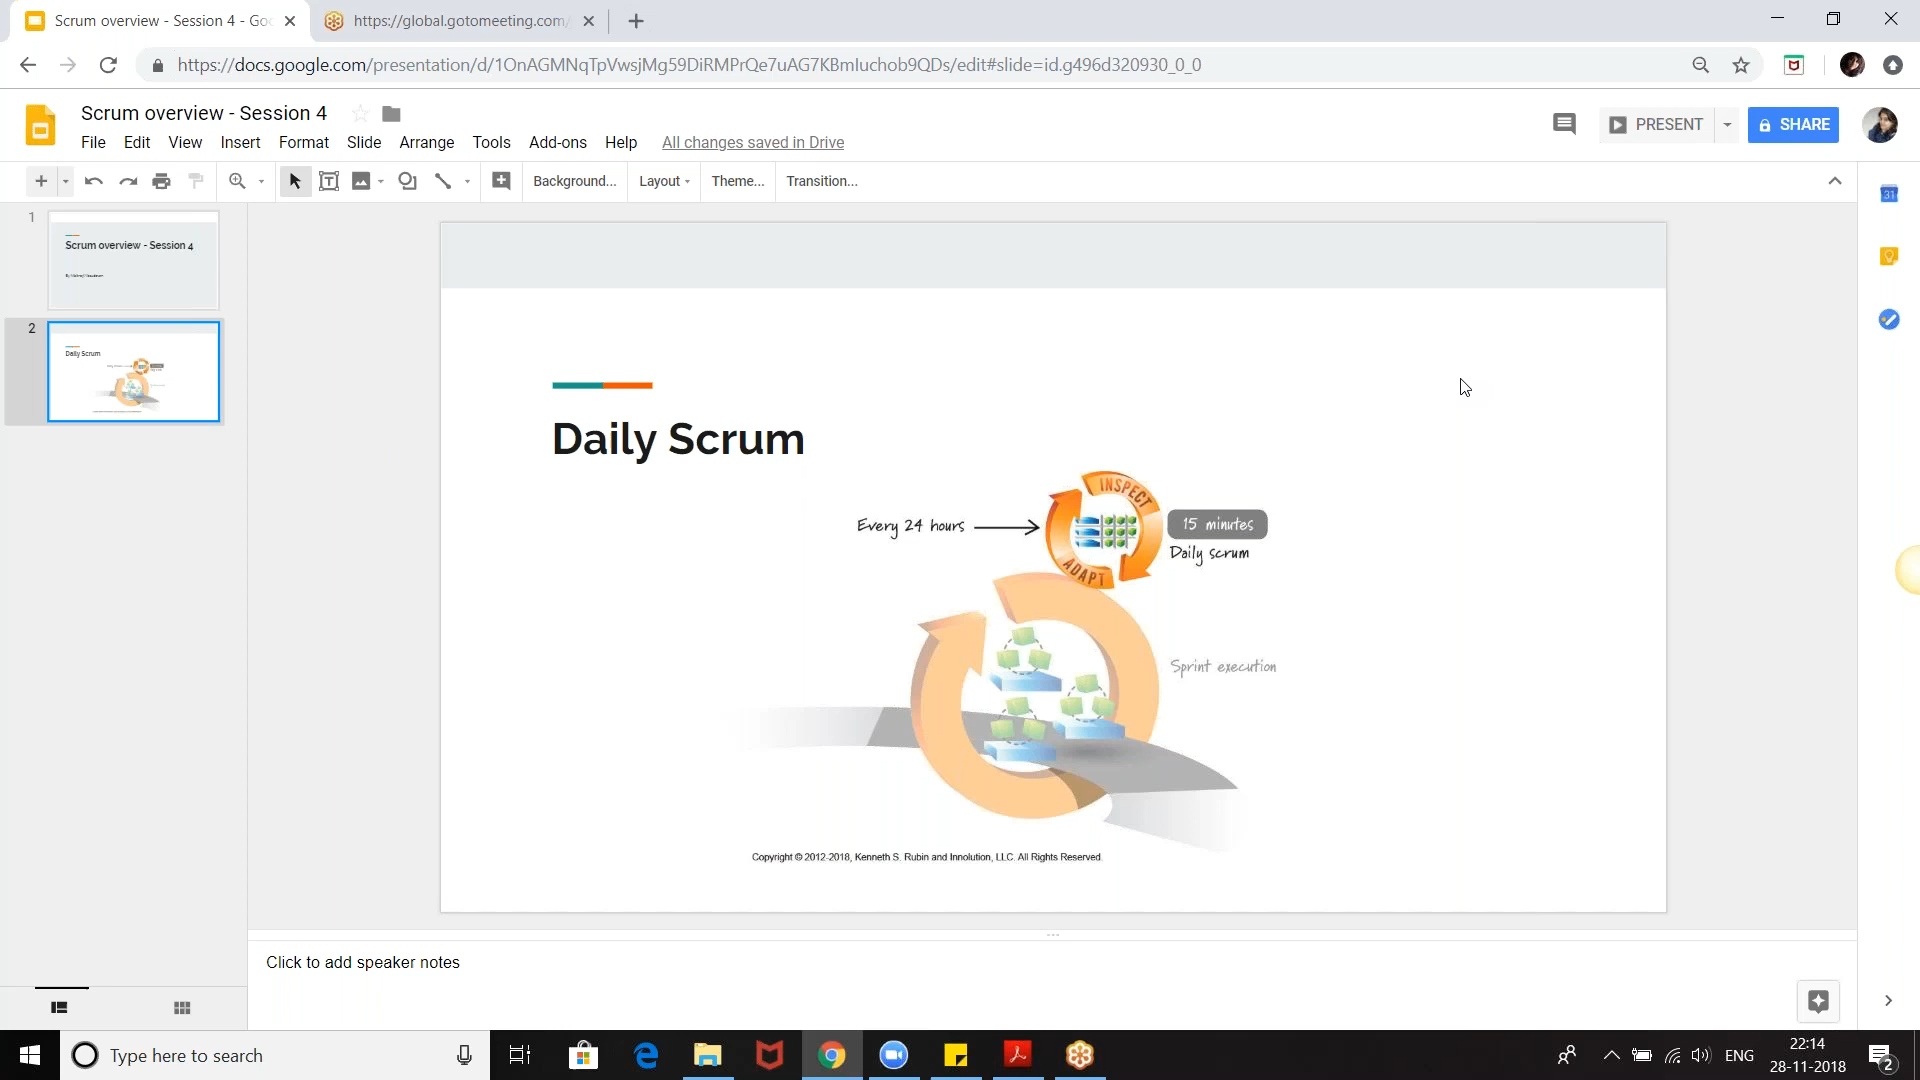 Scrum overview - Session 4 - Goo
https://global.gotomeeting.com/
https://docs.google.com/presentation/d/1OnAGMNqTpVwsjMg59DiRMPrQe7uAG7KBmluchob9QDs/edit#slide=id.g496d320930_0_0
Scrum overview - Session 4
File Edit View Insert Format Slide Arrange Tools Add-ons Help All changes saved in Drive
PRESENT
SHARE
Background... Layout Theme... Transition...
31
1
Scrum overview - Session 4
2
Daily Scrum
Daily Scrum
INSPECT
Every 24 hours
15 minutes
Daily scrum
ADAPT
Sprint execution
Copyright © 2012-2018, Kenneth S. Rubin and Innolution, LLC. All Rights Reserved.
Click to add speaker notes
Type here to search
ENG
22:14
28-11-2018
2